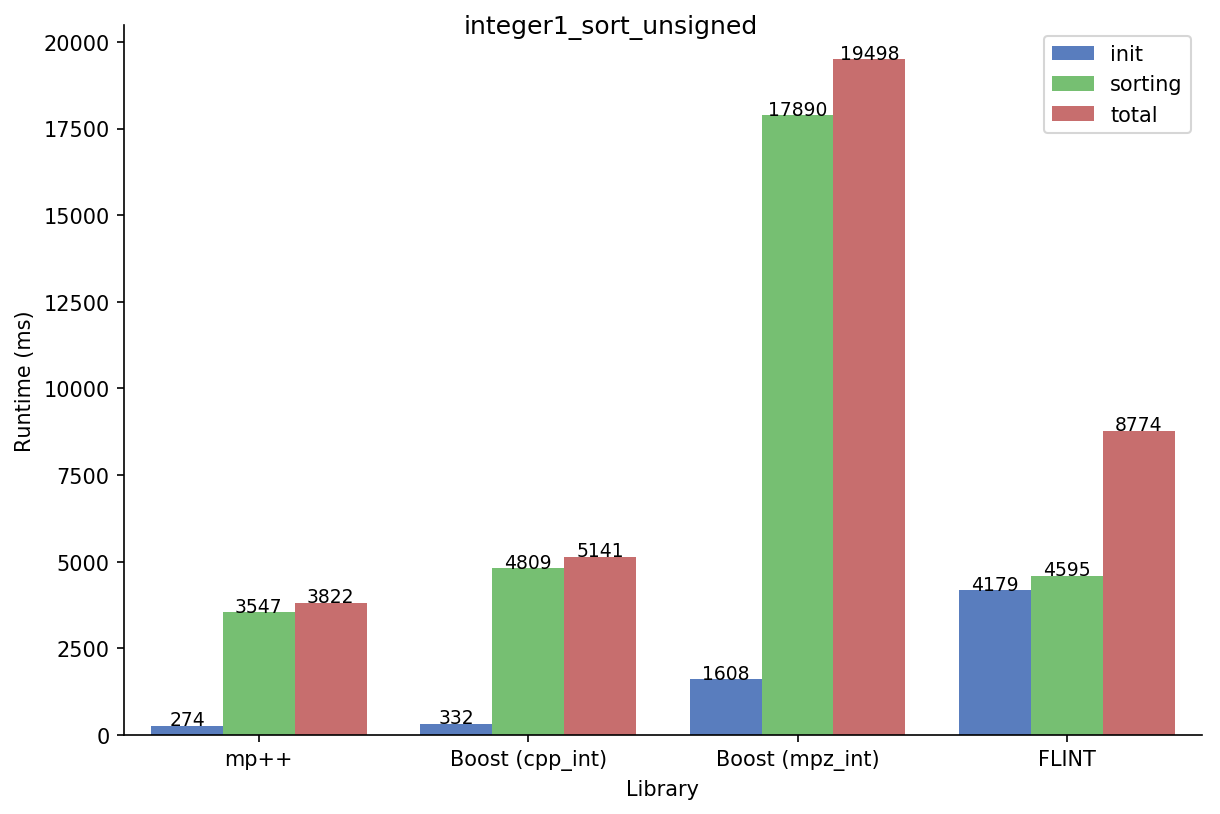 integer1_sort_unsigned
init
sorting
total
Runtime (ms)
20000
17500
15000
12500
10000
7500
5000
2500
0
274
3547
3822
332
4809
5141
1608
17890
19498
4179
4595
8774
mp++
Boost (cpp_int)
Boost (mpz_int)
FLINT
Library